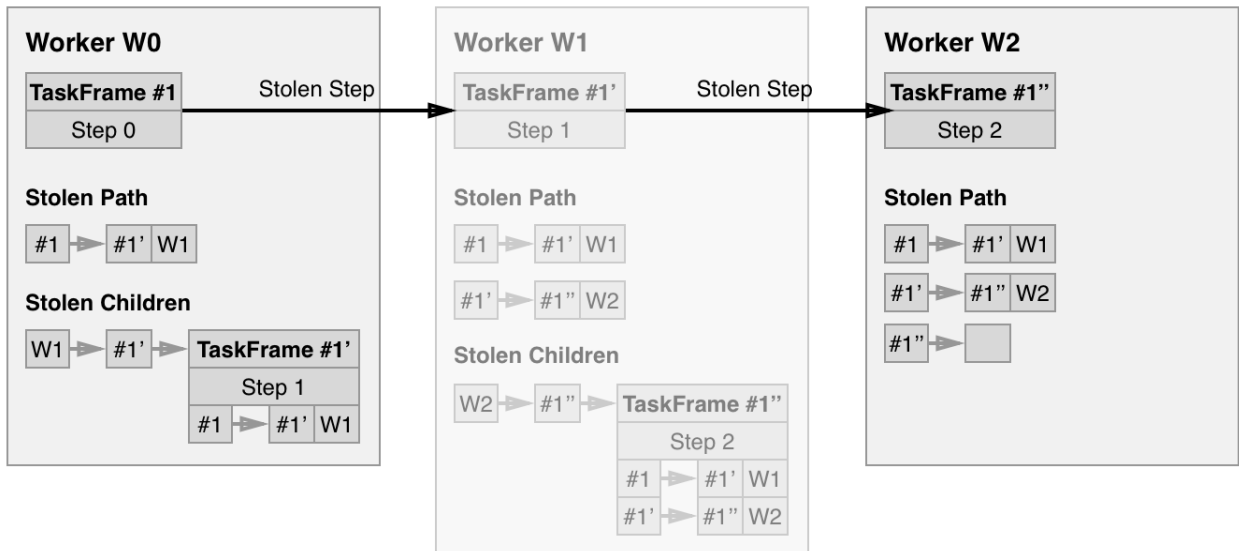 Worker W0
TaskFrame #1
Step 0
Stolen Path
#1 #1’ W1
Stolen Children
W1 #1’ TaskFrame #1’
Step 1
#1 #1’ W1
Stolen Step
Worker W1
TaskFrame #1’
Step 1
Stolen Path
#1 #1’ W1
#1’ #1’’ W2
Stolen Children
W2 #1’’ TaskFrame #1’’
Step 2
#1 #1’ W1
#1’ #1’’ W2
Stolen Step
Worker W2
TaskFrame #1’’
Step 2
Stolen Path
#1 #1’ W1
#1’ #1’’ W2
#1’’